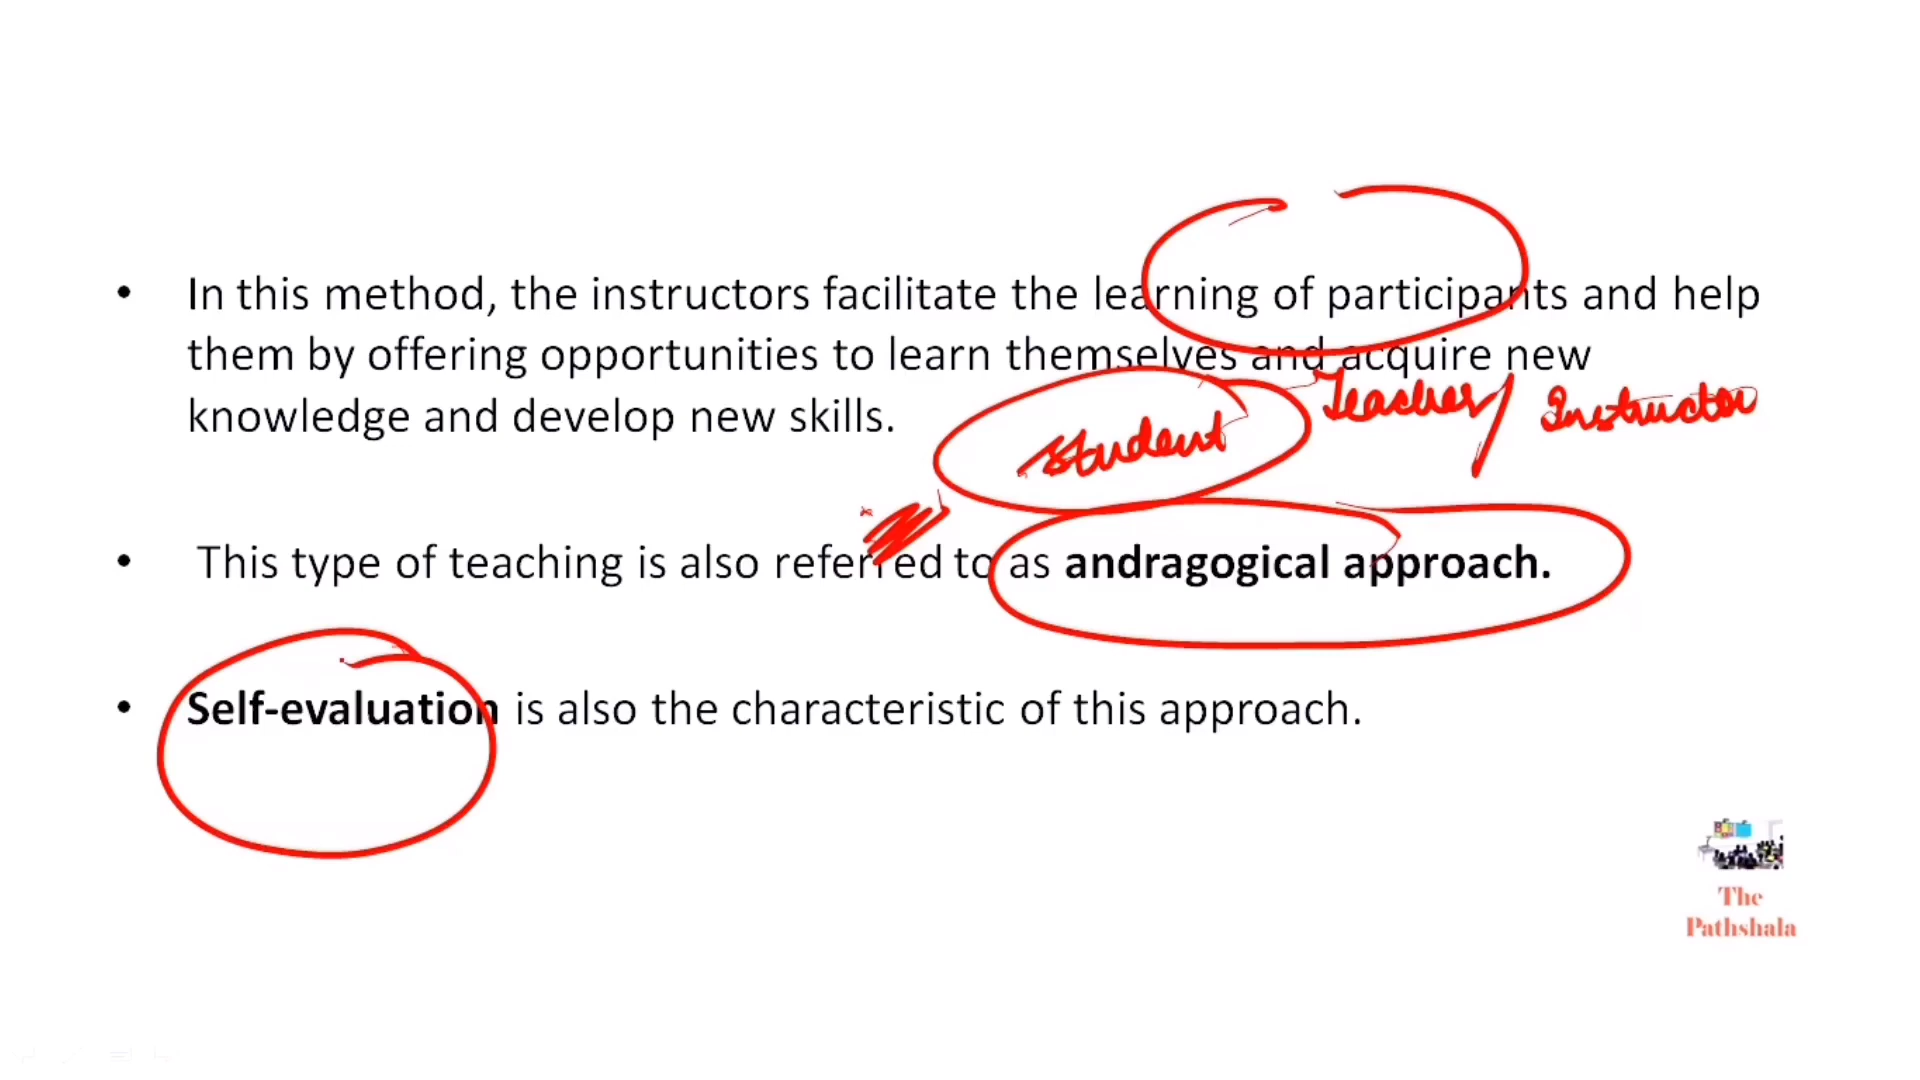 • In this method, the instructors facilitate the learning of participants and help
them by offering opportunities to learn themselves and acquire new
knowledge and develop new skills.
Teacher / Instructor
Student
• This type of teaching is also referred to as andragogical approach.
• Self-evaluation is also the characteristic of this approach.
The
Pathshala